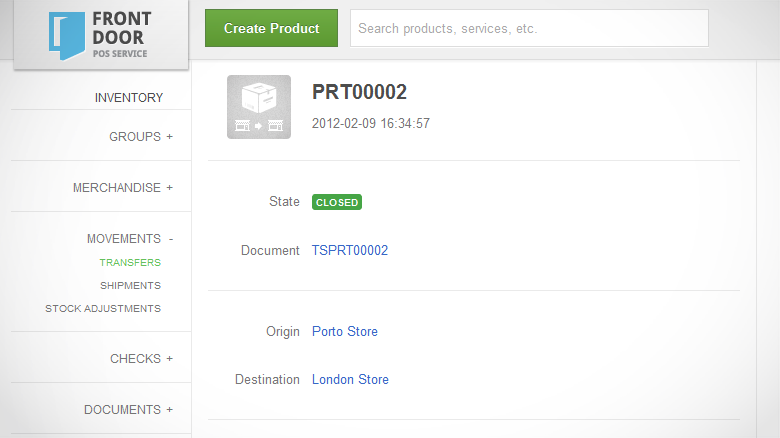 FRONT
DOOR
POS SERVICE
Create Product
Search products, services, etc.
INVENTORY
GROUPS +
MERCHANDISE +
MOVEMENTS -
TRANSFERS
SHIPMENTS
STOCK ADJUSTMENTS
CHECKS +
DOCUMENTS +
PRT00002
2012-02-09 16:34:57
State CLOSED
Document TSPRT00002
Origin Porto Store
Destination London Store